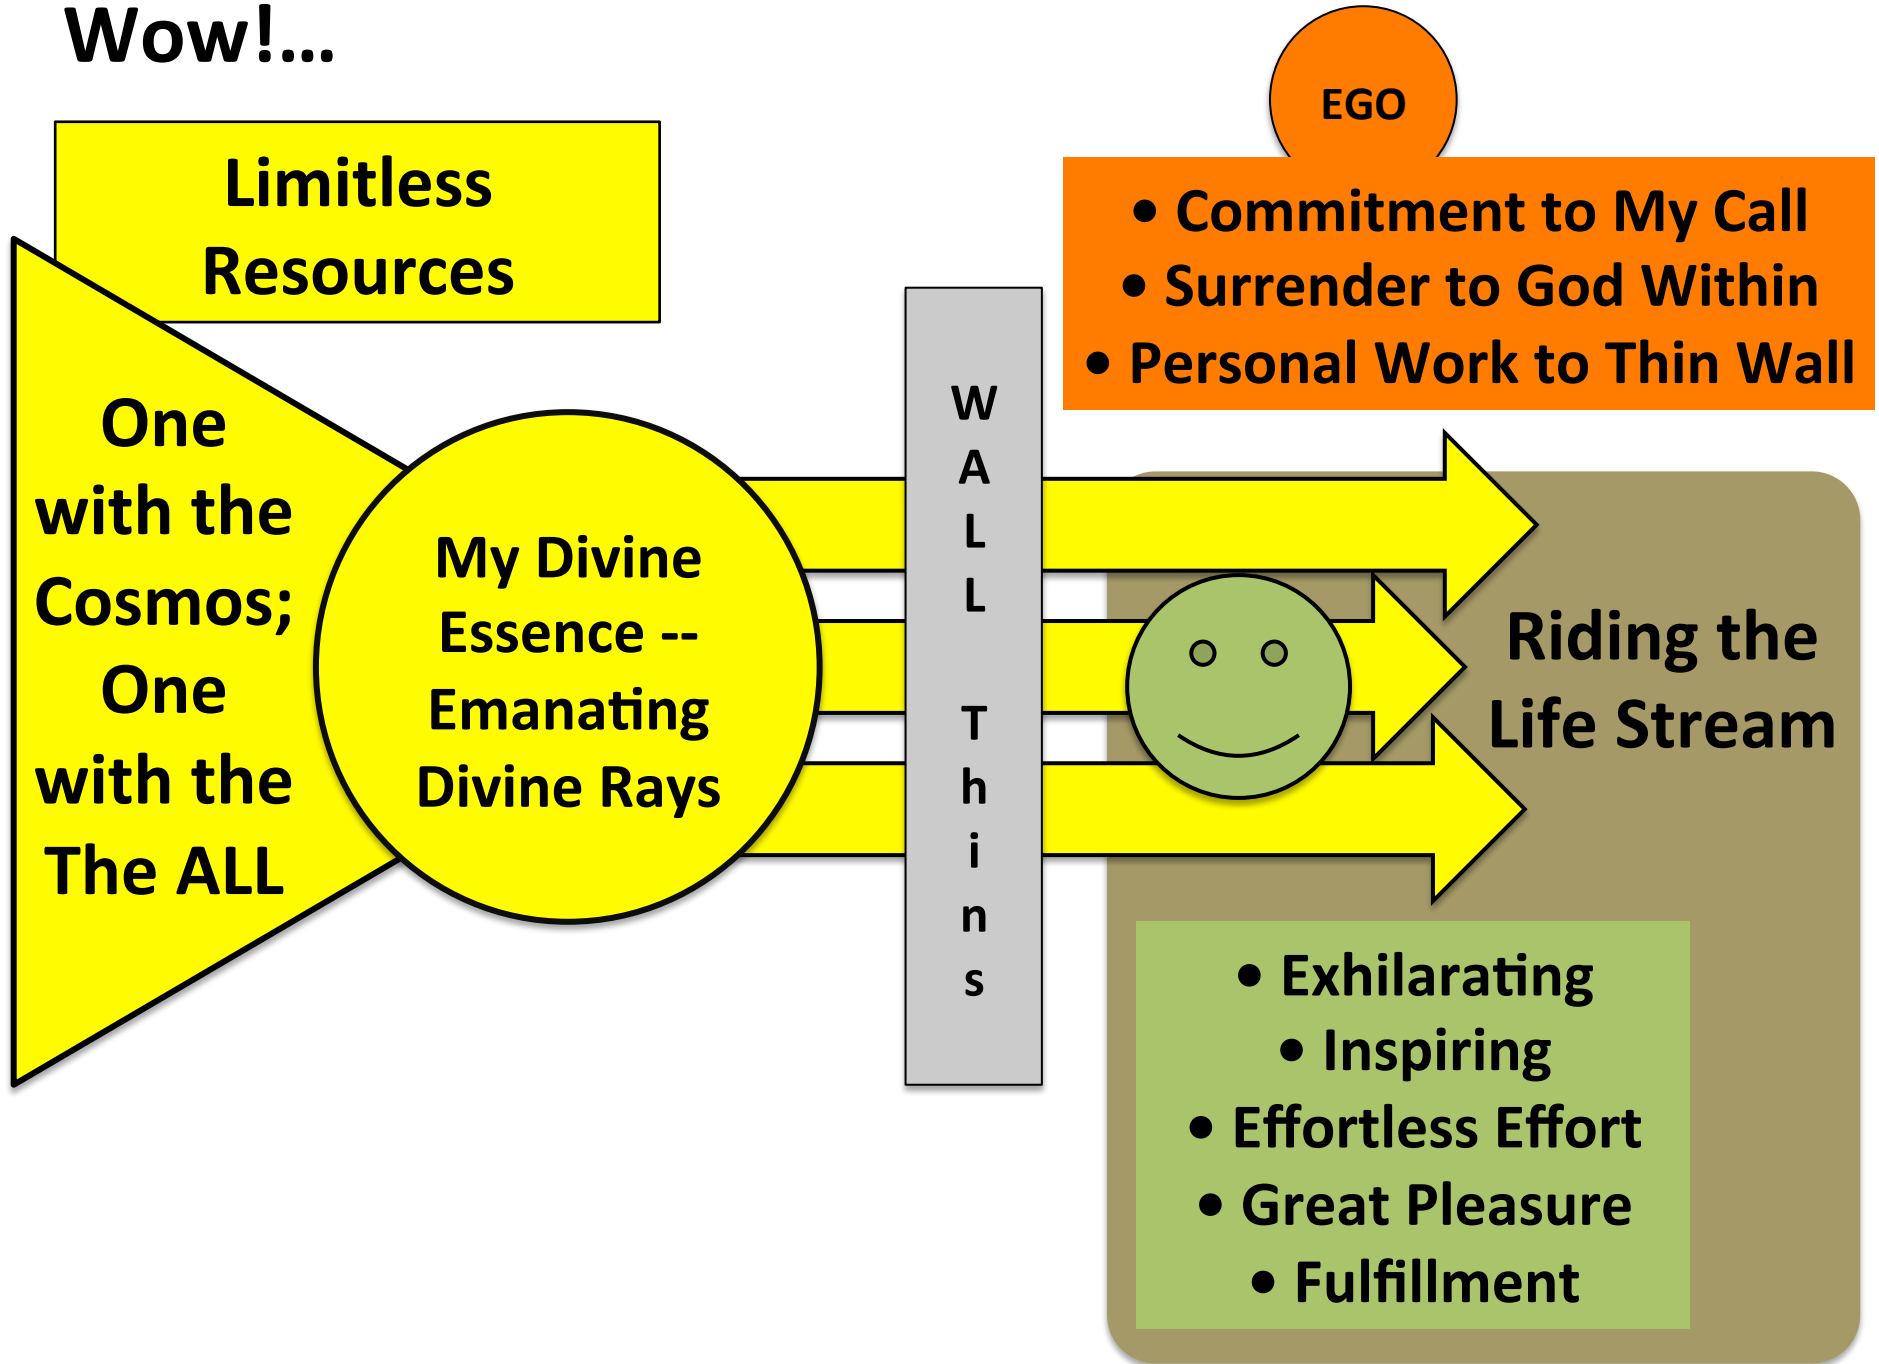 Wow!...
Limitless
Resources
One
with the
Cosmos;
One
with the
The ALL
My Divine
Essence --
Emanating
Divine Rays
W
A
L
L
T
h
i
n
s
EGO
• Commitment to My Call
• Surrender to God Within
• Personal Work to Thin Wall
Riding the
Life Stream
• Exhilarating
• Inspiring
• Effortless Effort
• Great Pleasure
• Fulfillment